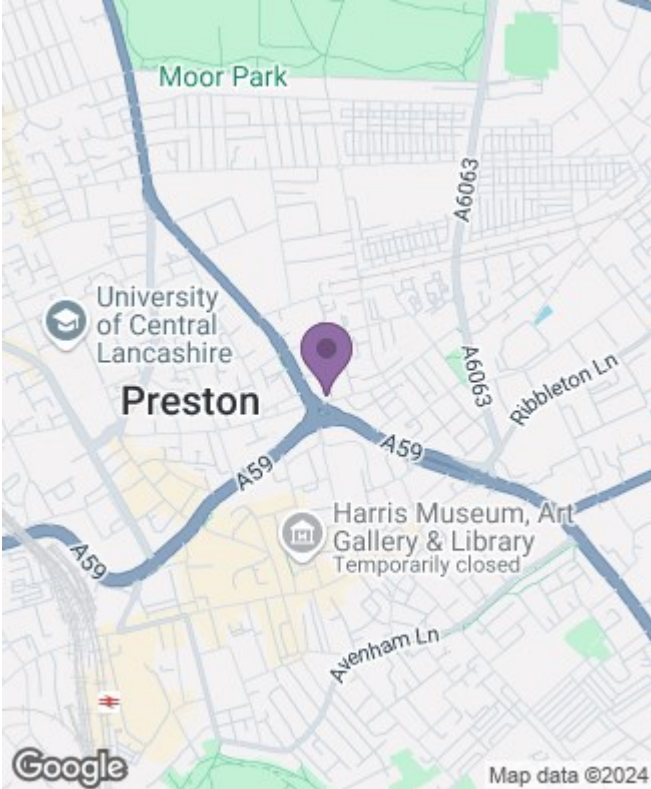 Moor Park
A6063
University
of Central
Lancashire
A6063
Ribbleton Ln
Preston
A59
A59
Harris Museum, Art
Gallery & Library
Temporarily closed
A59
Avenham Ln
Google
Map data ©2024